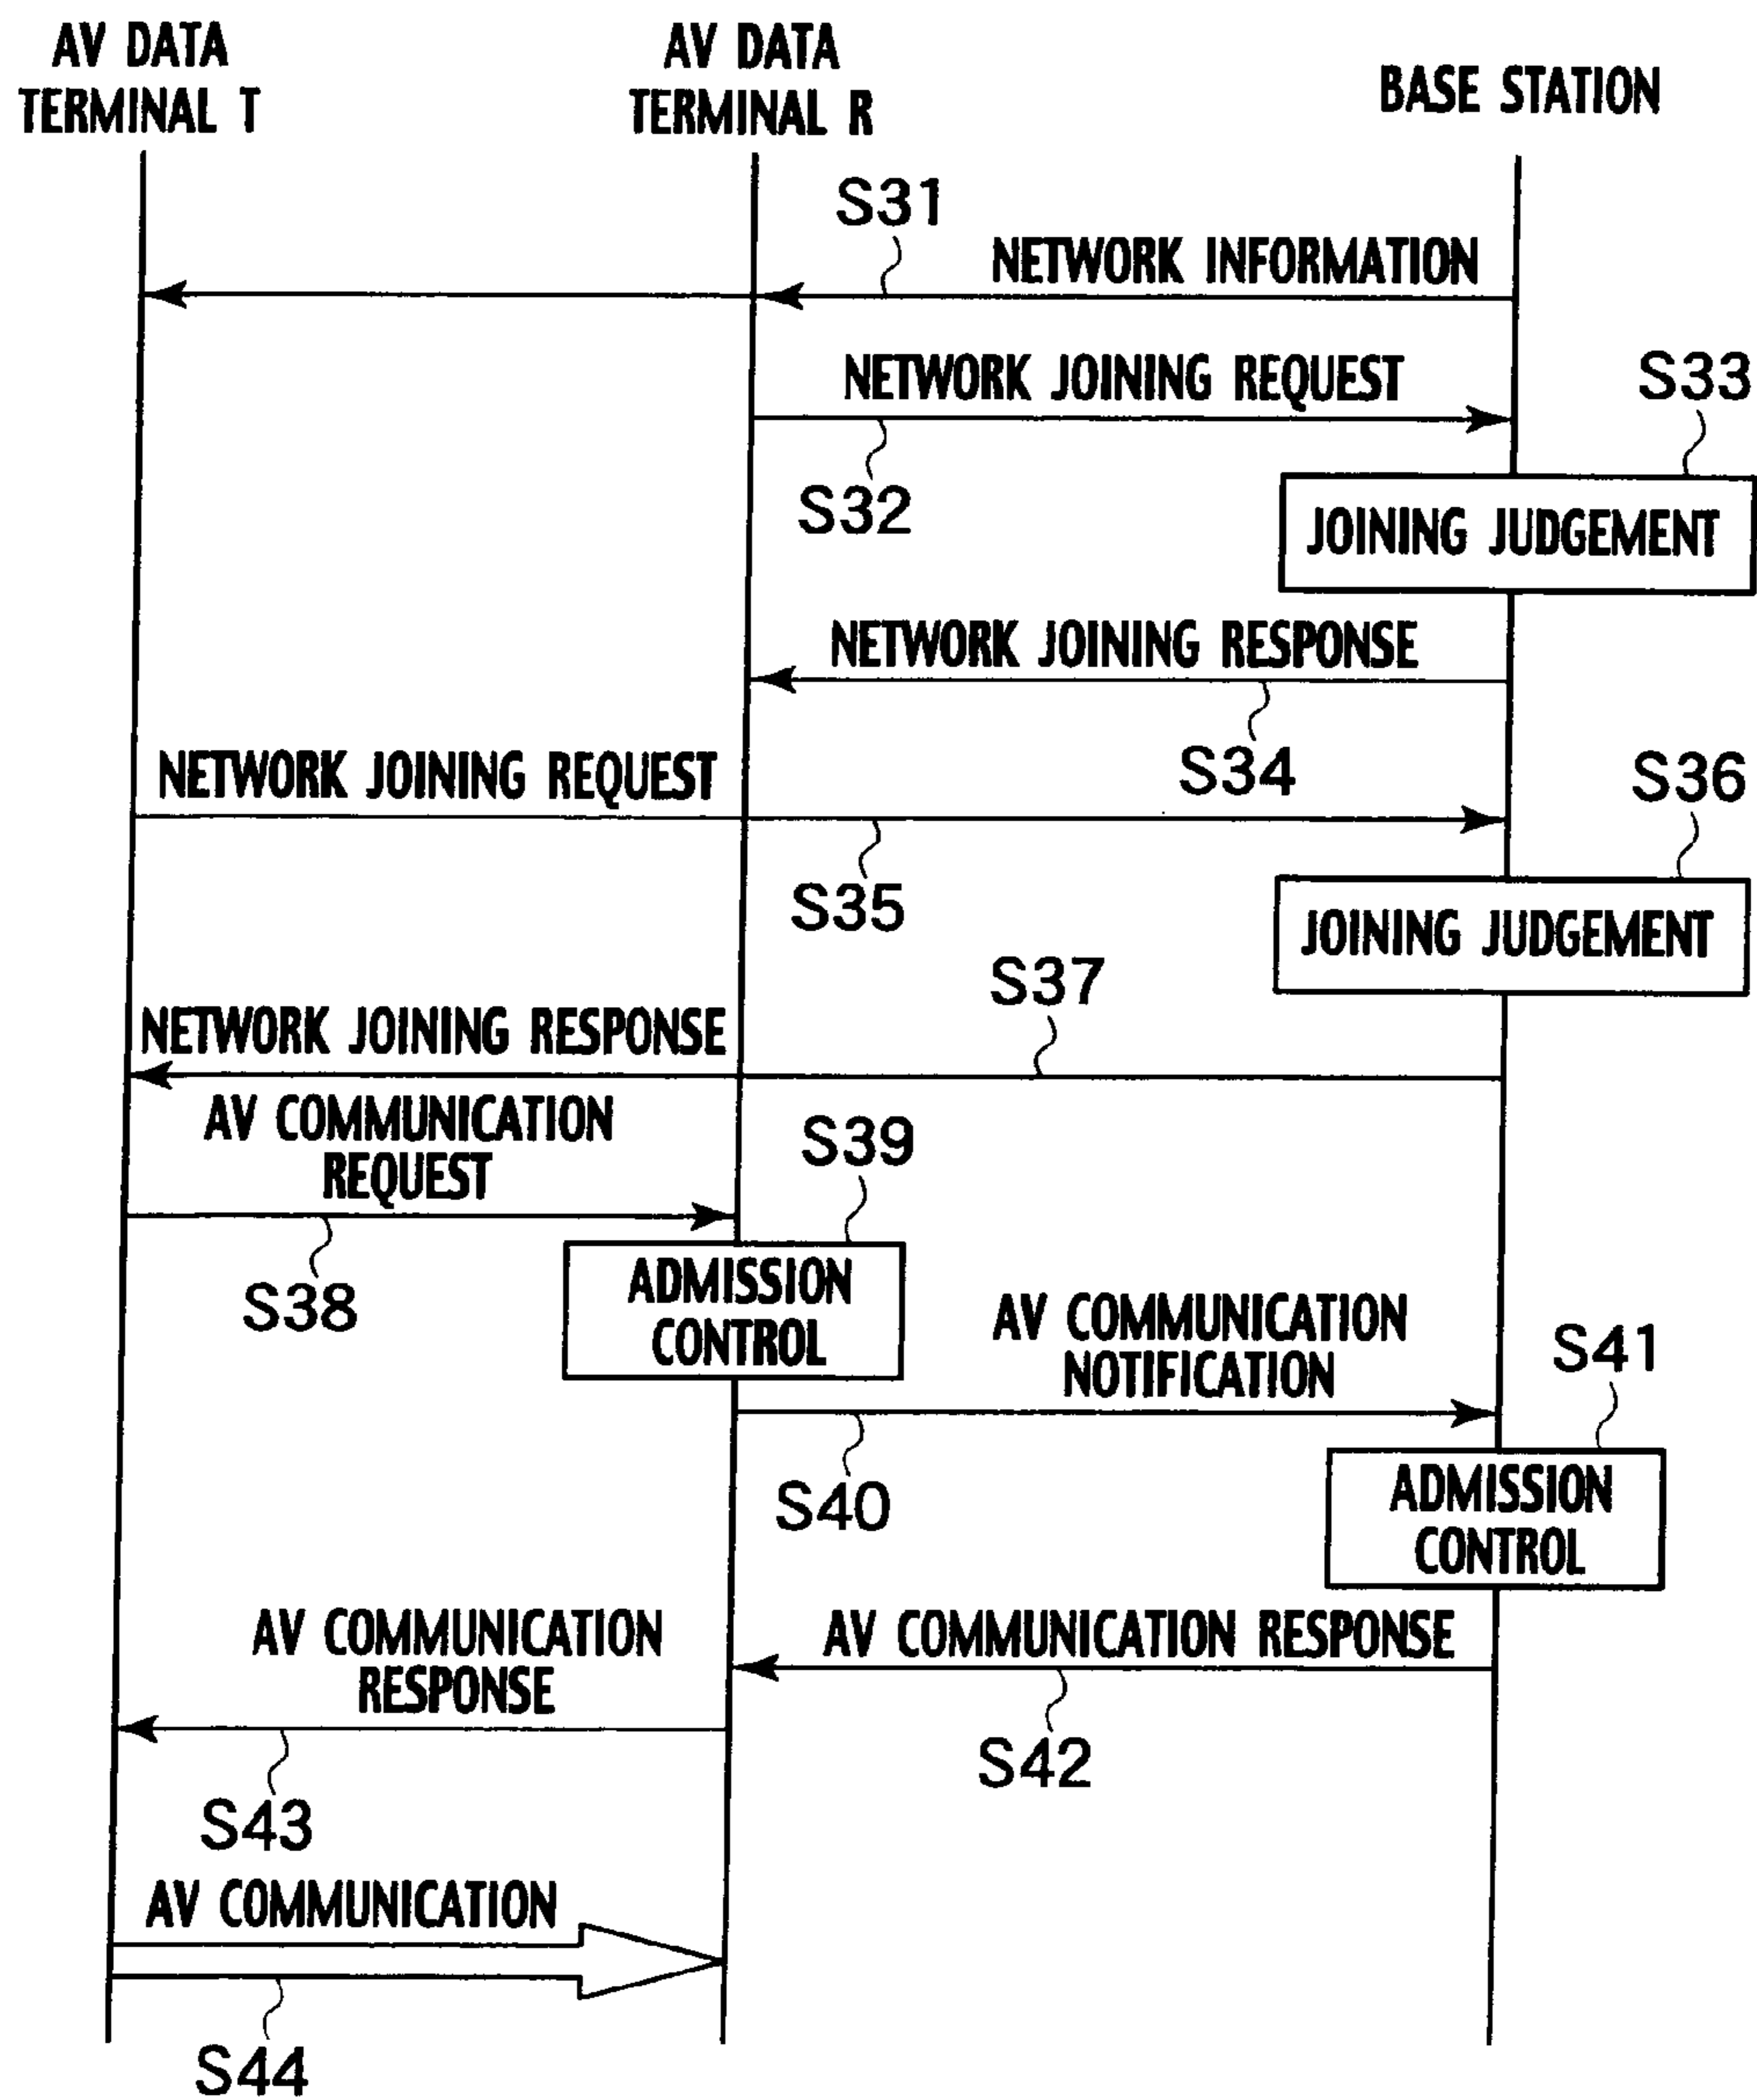 AV DATA
TERMINAL T
AV DATA
TERMINAL R
BASE STATION
S31
NETWORK INFORMATION
NETWORK JOINING REQUEST
S33
S32
JOINING JUDGEMENT
NETWORK JOINING RESPONSE
S34
NETWORK JOINING REQUEST
S36
S35
JOINING JUDGEMENT
S37
NETWORK JOINING RESPONSE
AV COMMUNICATION
REQUEST
S39
S38
ADMISSION
CONTROL
AV COMMUNICATION
NOTIFICATION
S41
S40
ADMISSION
CONTROL
AV COMMUNICATION
RESPONSE
AV COMMUNICATION RESPONSE
S42
S43
AV COMMUNICATION
S44